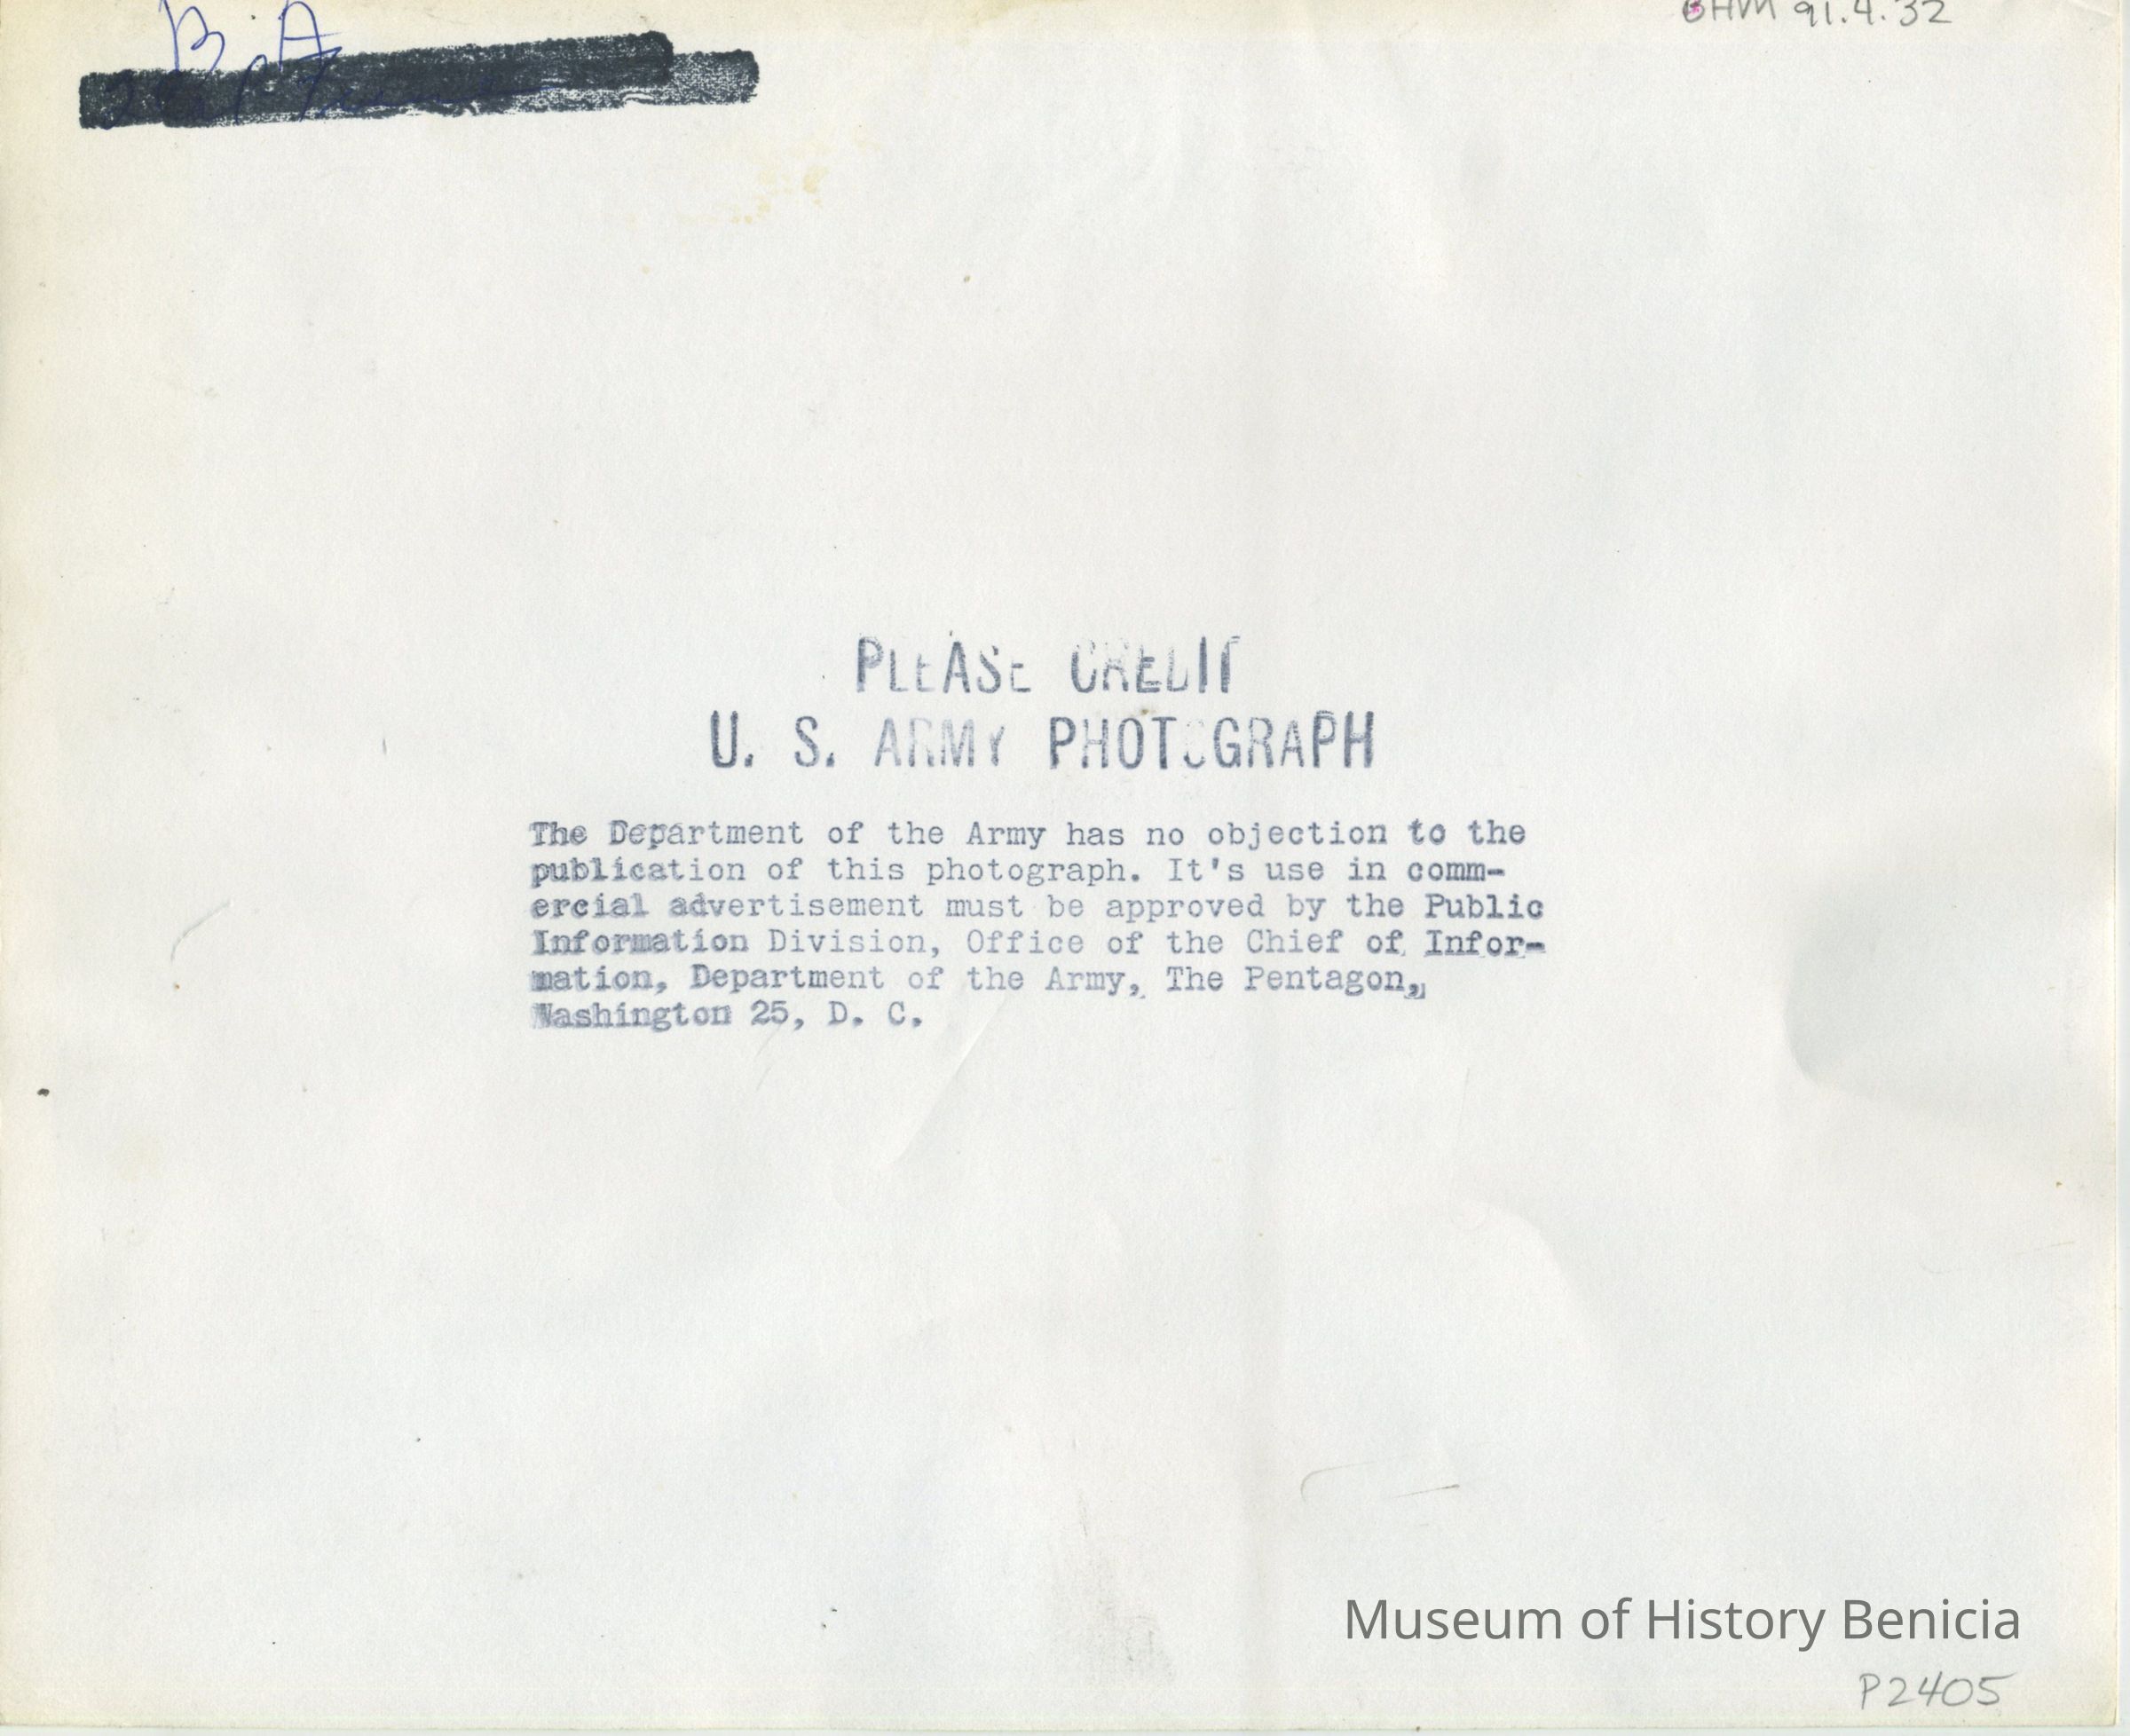 B.A
BHM 91.4.32
PLEASE CREDIT
U. S. ARMY PHOTOGRAPH
The Department of the Army has no objection to the
publication of this photograph. It's use in comm-
ercial advertisement must be approved by the Public
Information Division, Office of the Chief of Infor-
mation, Department of the Army, The Pentagon,
Washington 25, D. C.
Museum of History Benicia
P2405